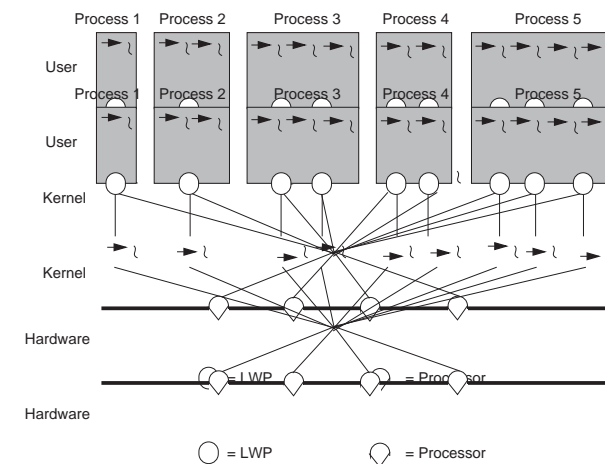 Process 1 Process 2 Process 3 Process 4 Process 5
User
Process 1 Process 2 Process 3 Process 4 Process 5
User
Kernel
Kernel
Hardware
= LWP = Processor
Hardware
= LWP = Processor